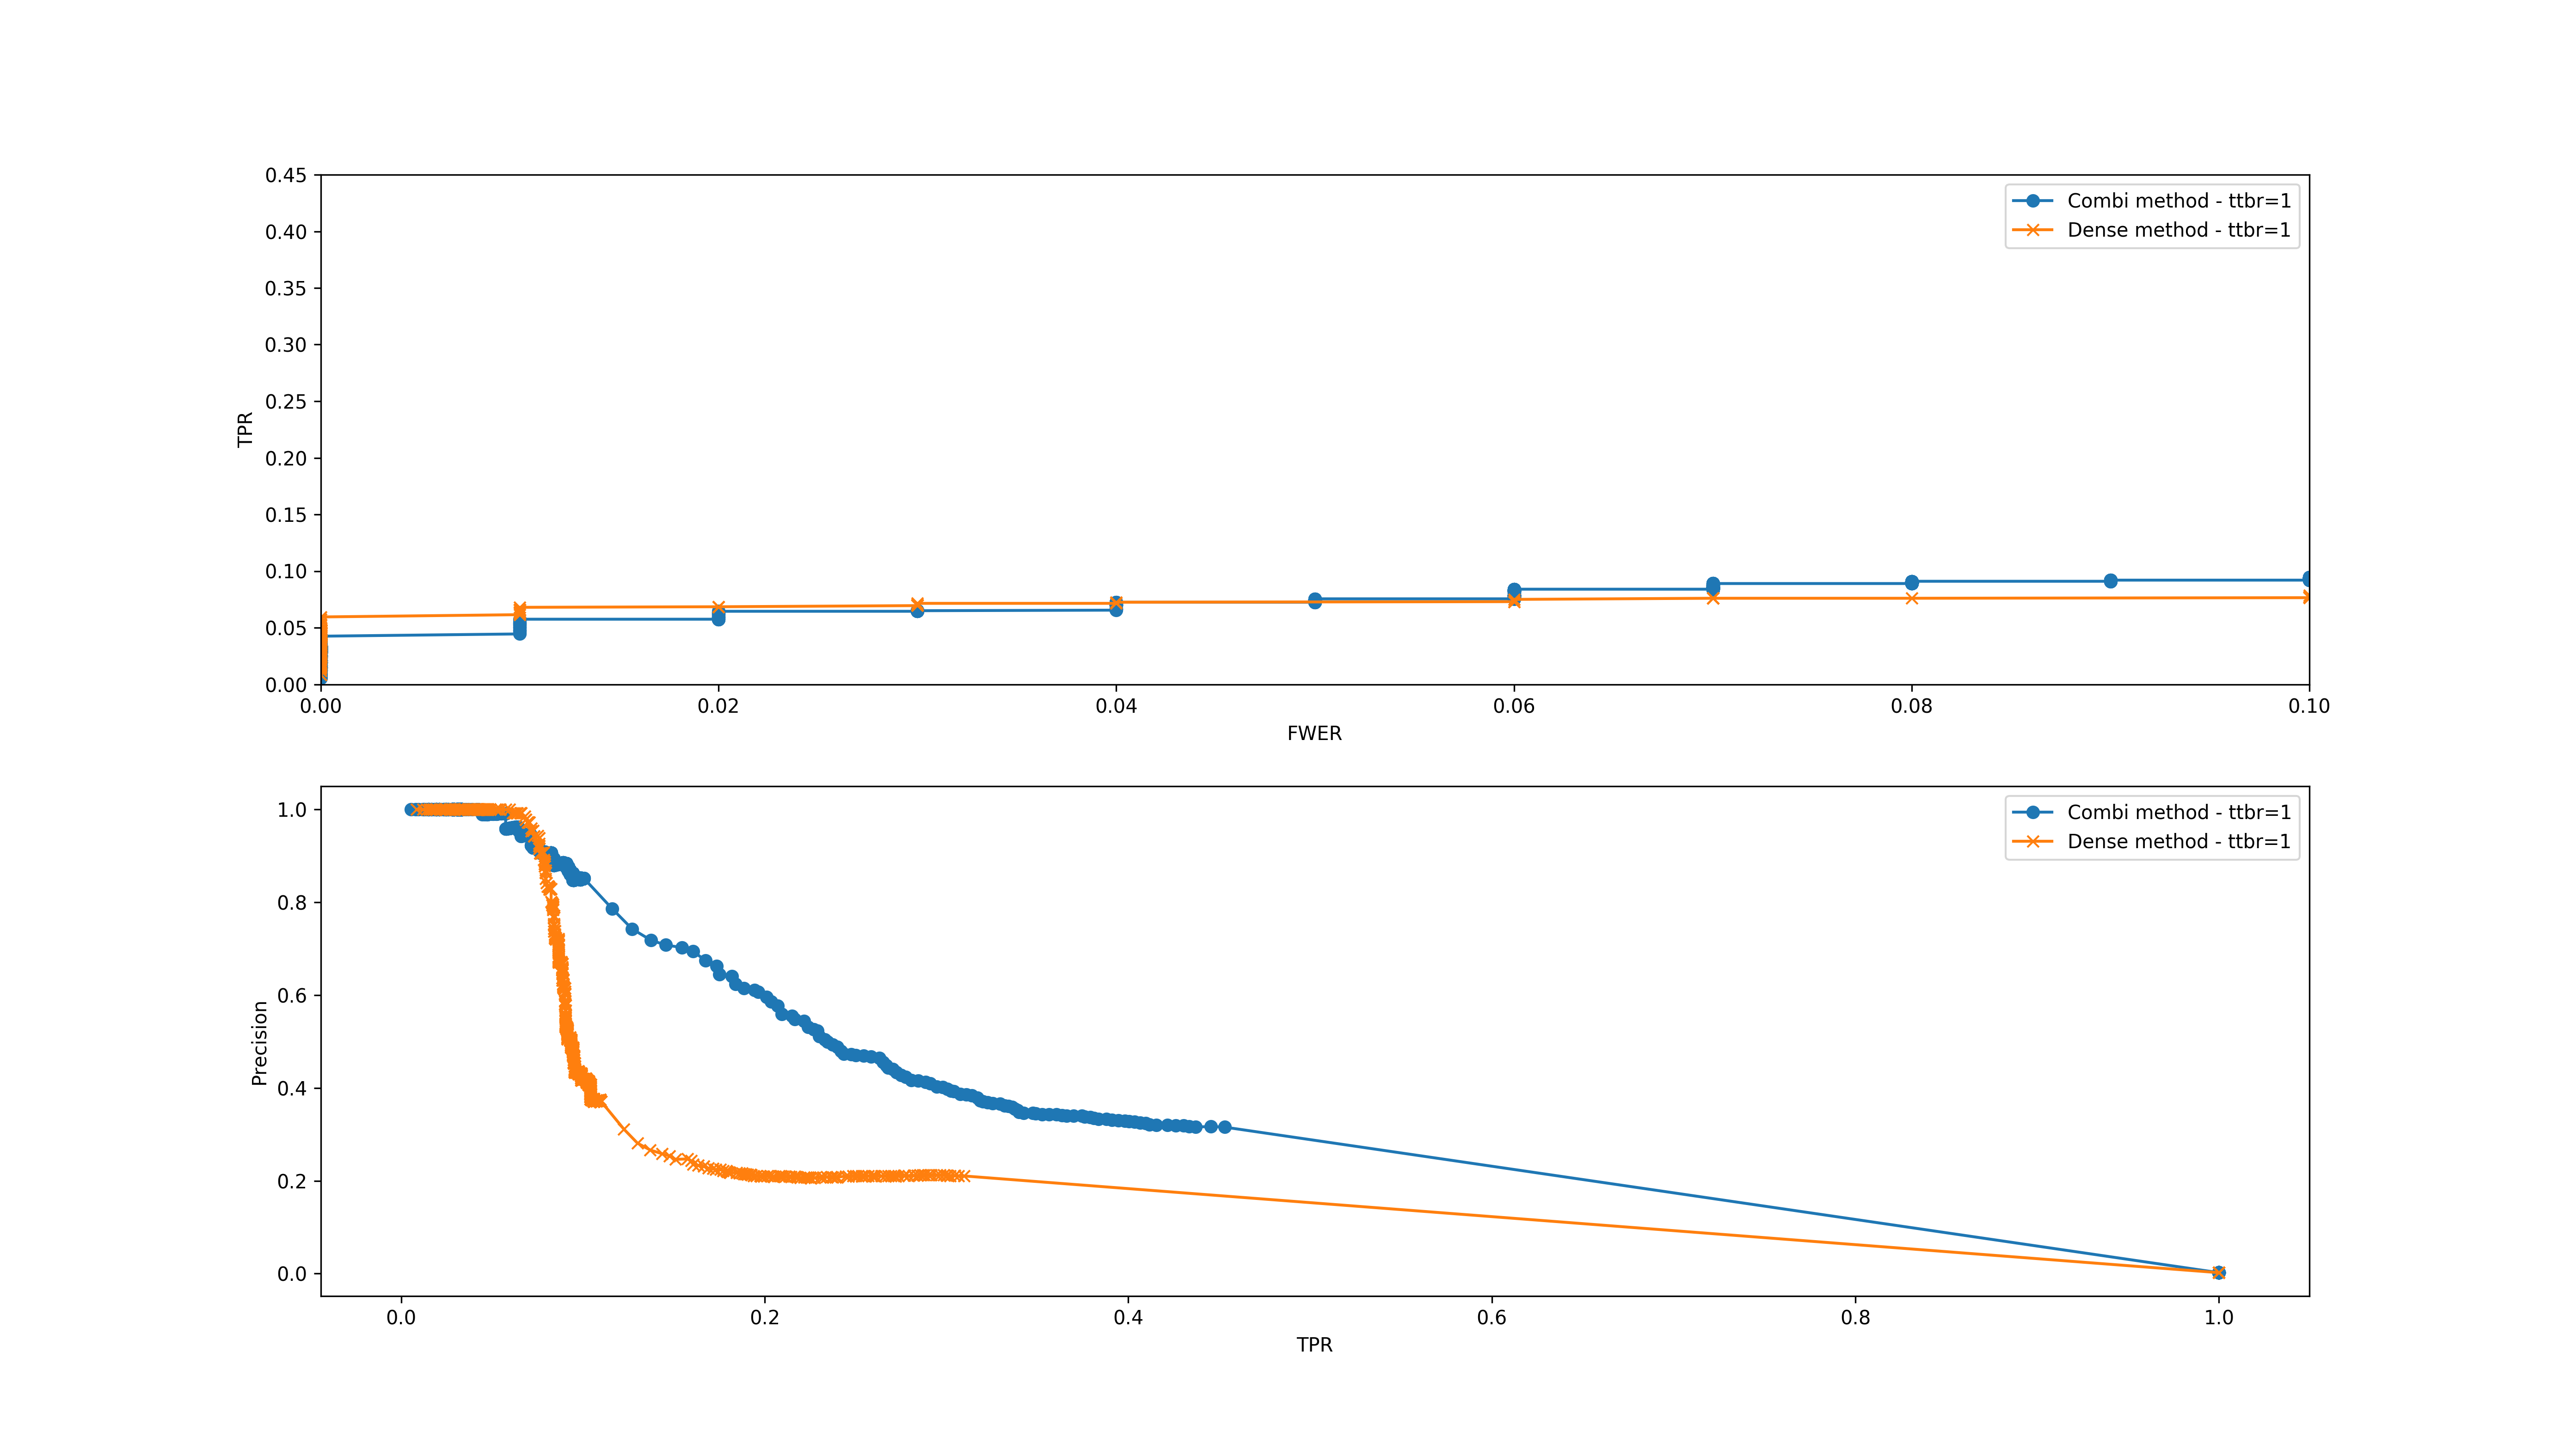 0.45
0.40
0.35
0.30
0.25
0.20
0.15
0.10
0.05
0.00
TPR
0.00 0.02 0.04 0.06 0.08 0.10
FWER
Combi method - ttbr=1
Dense method - ttbr=1
1.0
0.8
0.6
0.4
0.2
0.0
Precision
0.0 0.2 0.4 0.6 0.8 1.0
TPR
Combi method - ttbr=1
Dense method - ttbr=1